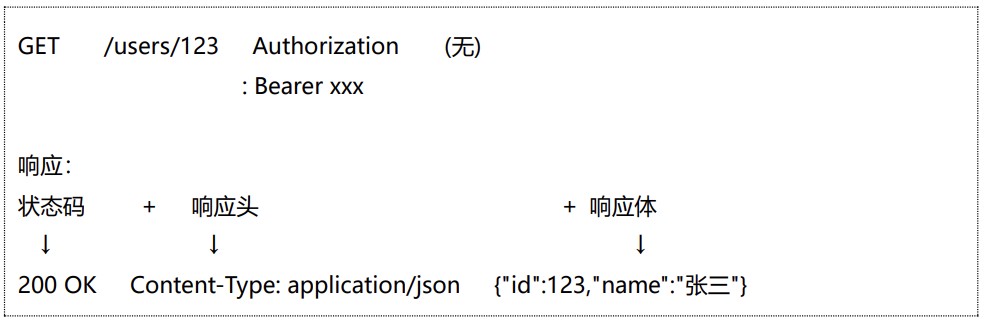 GET /users/123 Authorization (无)
: Bearer xxx
响应：
状态码 + 响应头 + 响应体
↓ ↓ ↓
200 OK Content-Type: application/json {"id":123,"name":"张三"}